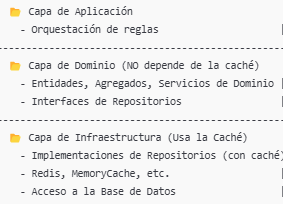 📂 Capa de Aplicación
- Orquestación de reglas |
--------------------------------------------
📂 Capa de Dominio (NO depende de la caché)
- Entidades, Agregados, Servicios de Dominio |
- Interfaces de Repositorios |
--------------------------------------------
📂 Capa de Infraestructura (Usa la Caché)
- Implementaciones de Repositorios (con caché)
- Redis, MemoryCache, etc. |
- Acceso a la Base de Datos |